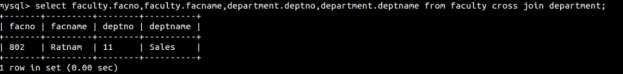 mysql> select faculty.facno,faculty.facname,department.deptno,department.deptname from faculty cross join department;
+-------+---------+--------+----------+
| facno | facname | deptno | deptname |
+-------+---------+--------+----------+
| 802 | Ratnam | 11 | Sales |
+-------+---------+--------+----------+
1 row in set (0.00 sec)